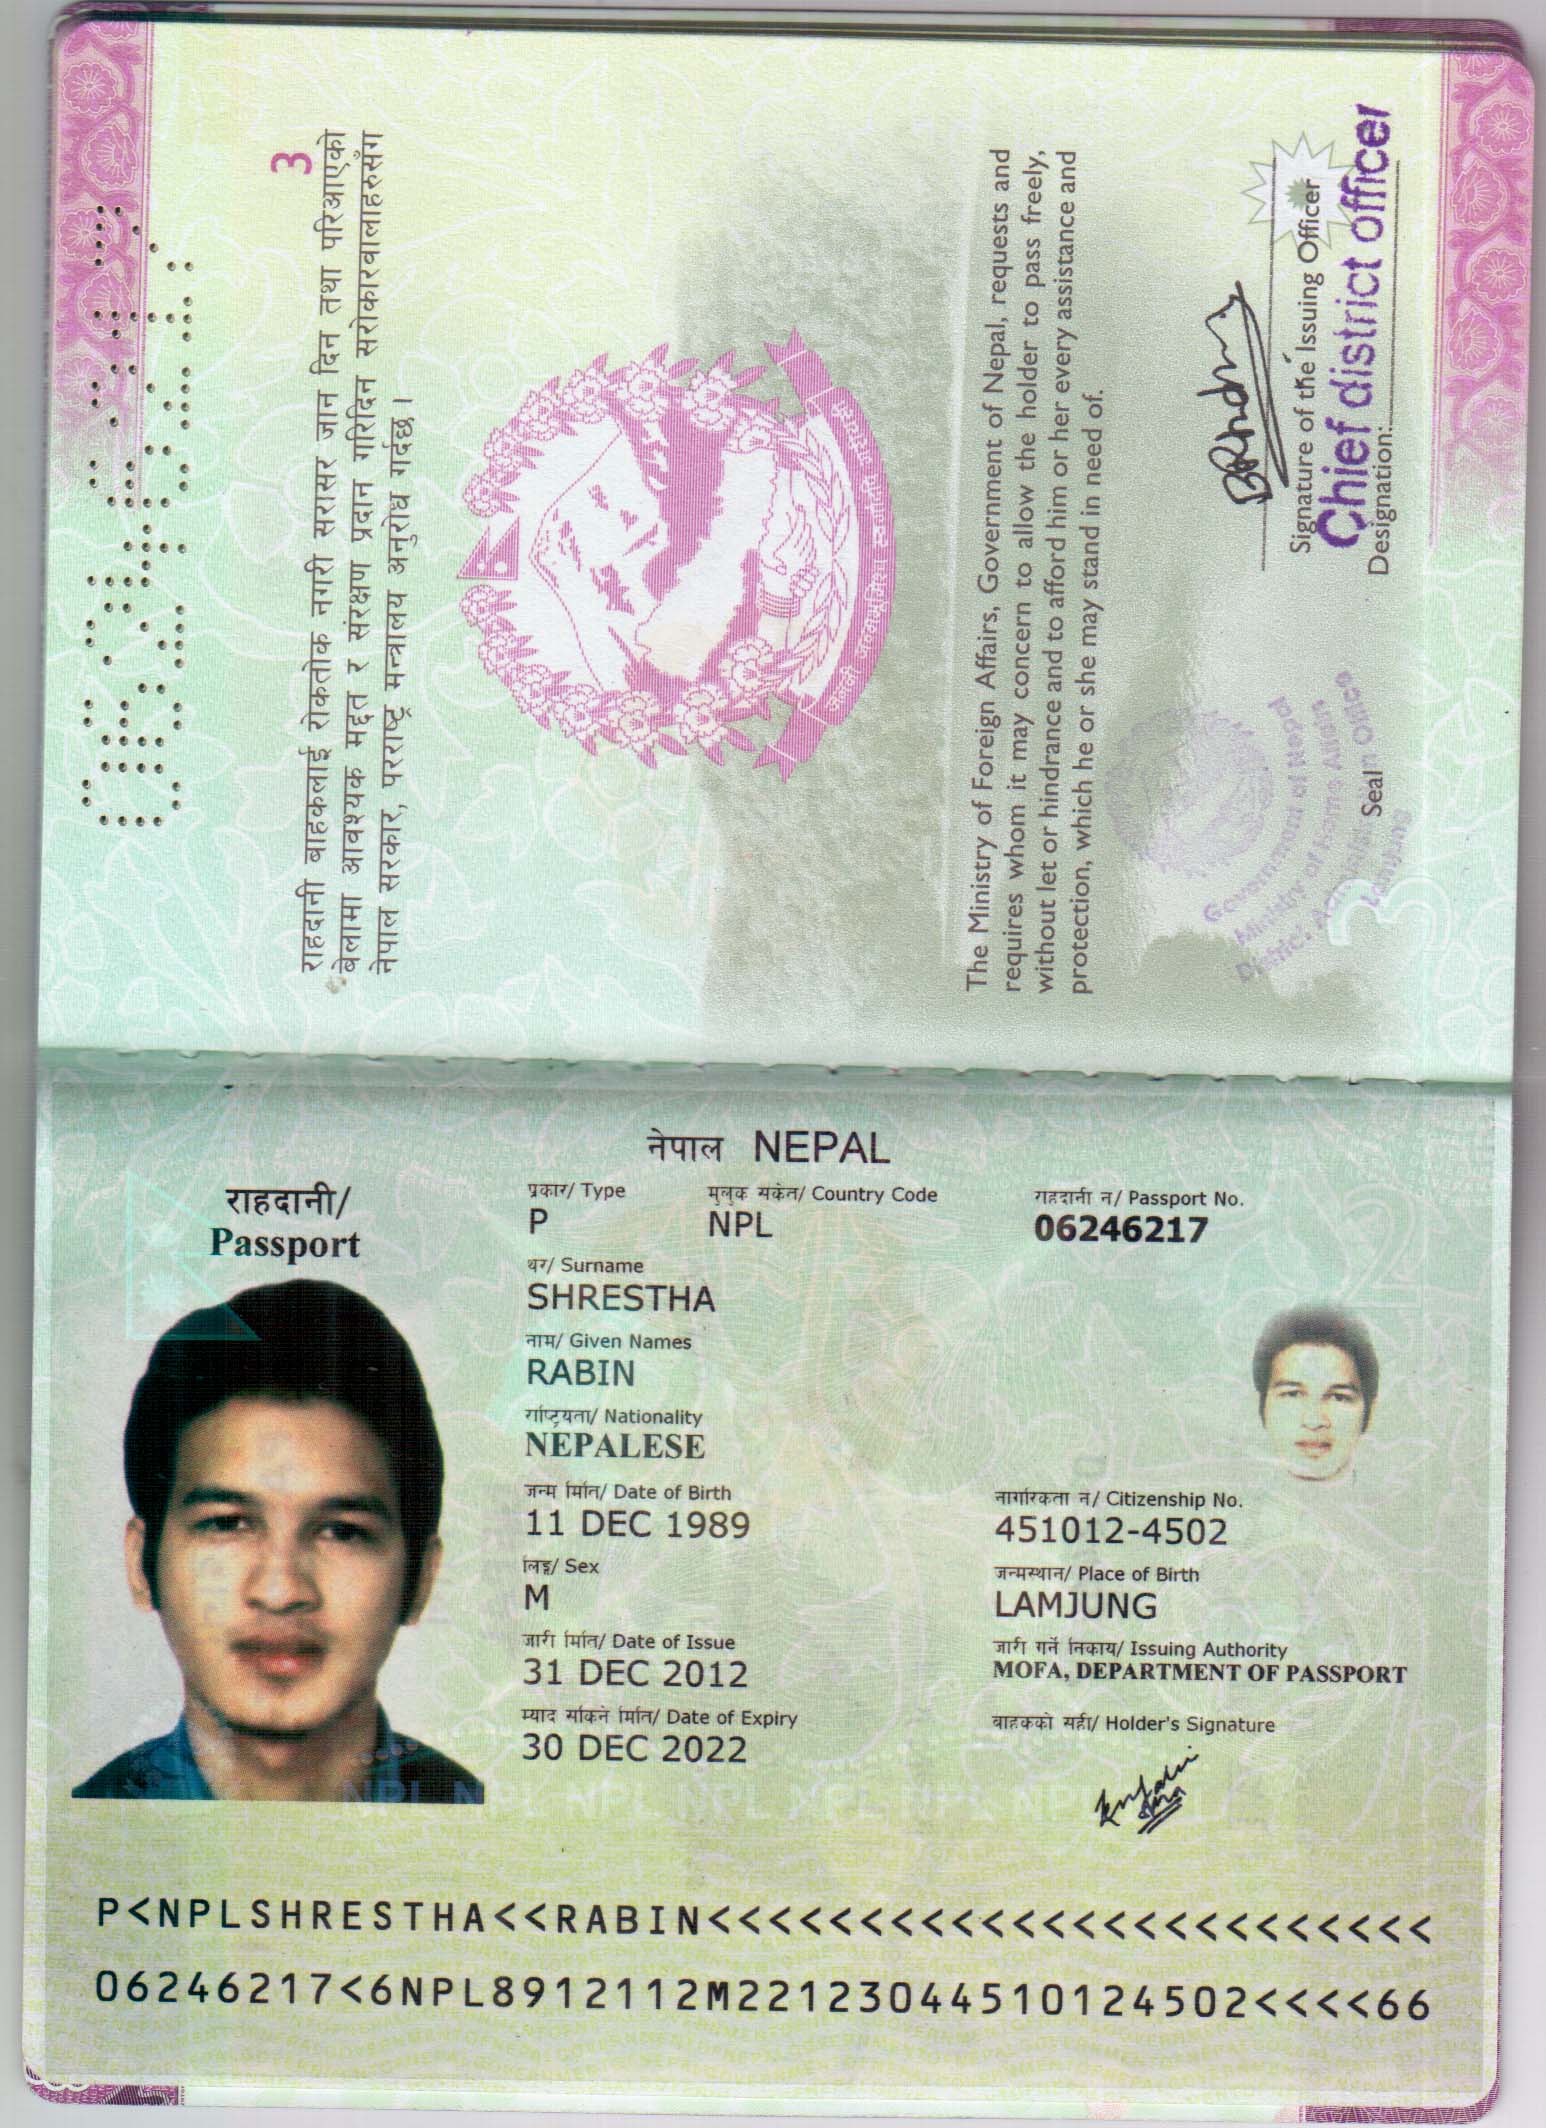 06246217
3
राहदानी बाहकलाई रोकतोक नगरी सरासर जान दिन तथा परिआएको
बेलामा आवश्यक मद्दत र संरक्षण प्रदान गरिदिन सरोकारवालाहरुसँग
नेपाल सरकार, परराष्ट्र मन्त्रालय अनुरोध गर्दछ ।
The Ministry of Foreign Affairs, Government of Nepal, requests and
requires whom it may concern to allow the holder to pass freely,
without let or hindrance and to afford him or her every assistance and
protection, which he or she may stand in need of.
Signature of the Issuing Officer
Chief district officer
Designation:
Government of Nepal
Ministry of Home Affairs
District Administration Office
Lamjung
Seal
3
नेपाल NEPAL
राहदानी/
Passport
प्रकार/ Type
मुलुक संकेत/ Country Code
राहदानी नं/ Passport No.
P
NPL
06246217
थर/ Surname
SHRESTHA
नाम/ Given Names
RABIN
राष्ट्रियता/ Nationality
NEPALESE
जन्म मिति/ Date of Birth
11 DEC 1989
नागरिकता नं/ Citizenship No.
451012-4502
लिङ्ग/ Sex
M
जन्मस्थान/ Place of Birth
LAMJUNG
जारी मिति/ Date of Issue
31 DEC 2012
जारी गर्ने निकाय/ Issuing Authority
MOFA, DEPARTMENT OF PASSPORT
म्याद सकिने मिति/ Date of Expiry
30 DEC 2022
वाहकको सही/ Holder's Signature
NPL NPL NPL NPL NPL NPL NPL
P<NPLSHRESTHA<<RABIN<<<<<<<<<<<<<<<<<<<<<<<<
06246217<6NPL8912112M22123044510124502<<<<66